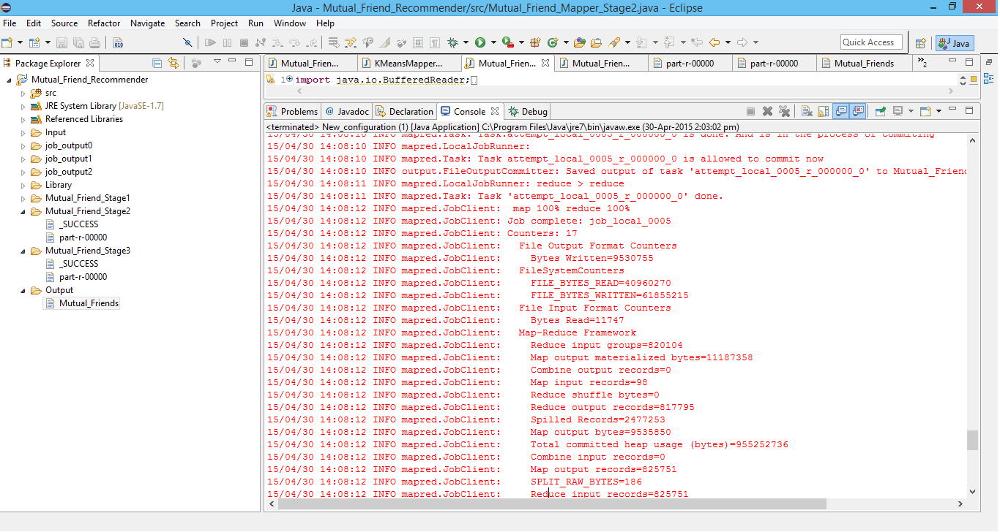 Java - Mutual_Friend_Recommender/src/Mutual_Friend_Mapper_Stage2.java - Eclipse
File Edit Source Refactor Navigate Search Project Run Window Help
Quick Access
Java
Package Explorer
Mutual_Friend_Recommender
src
JRE System Library [JavaSE-1.7]
Referenced Libraries
Input
job_output0
job_output1
job_output2
Library
Mutual_Friend_Stage1
Mutual_Friend_Stage2
_SUCCESS
part-r-00000
Mutual_Friend_Stage3
_SUCCESS
part-r-00000
Output
Mutual_Friends
Mutual_Frien... KMeansMapper... Mutual_Frien... Mutual_Frien... part-r-00000 part-r-00000 Mutual_Friends »2
1 import java.io.BufferedReader;
Problems @ Javadoc Declaration Console Debug
<terminated> New_configuration (1) [Java Application] C:\Program Files\Java\jre7\bin\javaw.exe (30-Apr-2015 2:03:02 pm)
15/04/30 14:08:10 INFO mapred.Task: Task:attempt_local_0005_r_000000_0 is done. And is in the process of commiting
15/04/30 14:08:10 INFO mapred.LocalJobRunner:
15/04/30 14:08:10 INFO mapred.Task: Task attempt_local_0005_r_000000_0 is allowed to commit now
15/04/30 14:08:10 INFO output.FileOutputCommitter: Saved output of task 'attempt_local_0005_r_000000_0' to Mutual_Frien
15/04/30 14:08:11 INFO mapred.LocalJobRunner: reduce > reduce
15/04/30 14:08:11 INFO mapred.Task: Task 'attempt_local_0005_r_000000_0' done.
15/04/30 14:08:12 INFO mapred.JobClient: map 100% reduce 100%
15/04/30 14:08:12 INFO mapred.JobClient: Job complete: job_local_0005
15/04/30 14:08:12 INFO mapred.JobClient: Counters: 17
15/04/30 14:08:12 INFO mapred.JobClient: File Output Format Counters
15/04/30 14:08:12 INFO mapred.JobClient: Bytes Written=9530755
15/04/30 14:08:12 INFO mapred.JobClient: FileSystemCounters
15/04/30 14:08:12 INFO mapred.JobClient: FILE_BYTES_READ=40960270
15/04/30 14:08:12 INFO mapred.JobClient: FILE_BYTES_WRITTEN=61855215
15/04/30 14:08:12 INFO mapred.JobClient: File Input Format Counters
15/04/30 14:08:12 INFO mapred.JobClient: Bytes Read=11747
15/04/30 14:08:12 INFO mapred.JobClient: Map-Reduce Framework
15/04/30 14:08:12 INFO mapred.JobClient: Reduce input groups=820104
15/04/30 14:08:12 INFO mapred.JobClient: Map output materialized bytes=11187358
15/04/30 14:08:12 INFO mapred.JobClient: Combine output records=0
15/04/30 14:08:12 INFO mapred.JobClient: Map input records=98
15/04/30 14:08:12 INFO mapred.JobClient: Reduce shuffle bytes=0
15/04/30 14:08:12 INFO mapred.JobClient: Reduce output records=817795
15/04/30 14:08:12 INFO mapred.JobClient: Spilled Records=2477253
15/04/30 14:08:12 INFO mapred.JobClient: Map output bytes=9535850
15/04/30 14:08:12 INFO mapred.JobClient: Total committed heap usage (bytes)=955252736
15/04/30 14:08:12 INFO mapred.JobClient: Combine input records=0
15/04/30 14:08:12 INFO mapred.JobClient: Map output records=825751
15/04/30 14:08:12 INFO mapred.JobClient: SPLIT_RAW_BYTES=186
15/04/30 14:08:12 INFO mapred.JobClient: Reduce input records=825751